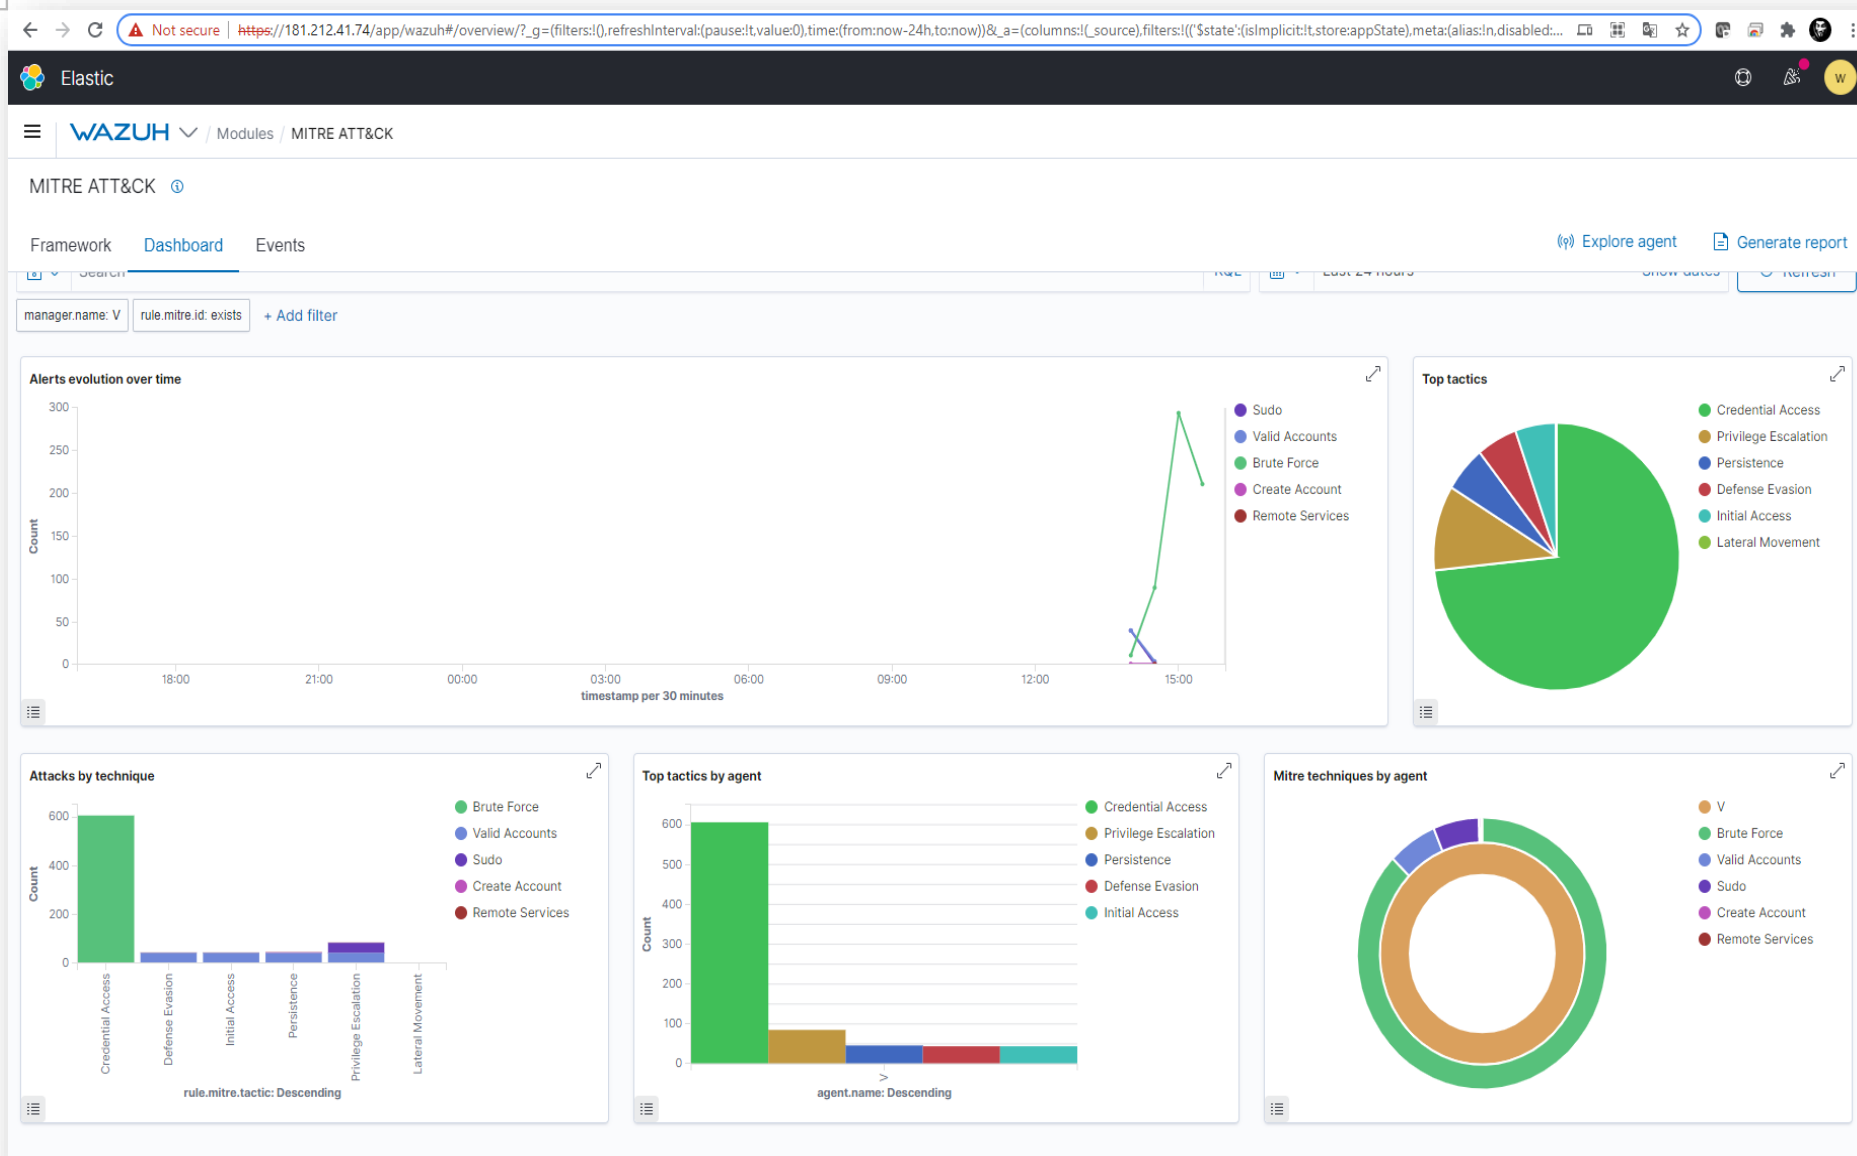 Not secure | https://181.212.41.74/app/wazuh#/overview/?_g=(filters:!(),refreshInterval:(pause:!t,value:0),time:(from:now-24h,to:now))&_a=(columns:!(_source),filters:!(('$state':(isImplicit:!t,store:appState),meta:(alias:!n,disabled:...
Elastic
W
WAZUH / Modules / MITRE ATT&CK
MITRE ATT&CK
Framework Dashboard Events
Explore agent Generate report
Search KQL Last 24 hours Show dates Refresh
manager.name: V rule.mitre.id: exists + Add filter
Alerts evolution over time
300
250
200
150
100
50
0
Count
18:00 21:00 00:00 03:00 06:00 09:00 12:00 15:00
timestamp per 30 minutes
Sudo
Valid Accounts
Brute Force
Create Account
Remote Services
Top tactics
Credential Access
Privilege Escalation
Persistence
Defense Evasion
Initial Access
Lateral Movement
Attacks by technique
600
400
200
0
Count
Credential Access
Defense Evasion
Initial Access
Persistence
Privilege Escalation
Lateral Movement
rule.mitre.tactic: Descending
Brute Force
Valid Accounts
Sudo
Create Account
Remote Services
Top tactics by agent
600
500
400
300
200
100
0
Count
V
agent.name: Descending
Credential Access
Privilege Escalation
Persistence
Defense Evasion
Initial Access
Mitre techniques by agent
V
Brute Force
Valid Accounts
Sudo
Create Account
Remote Services